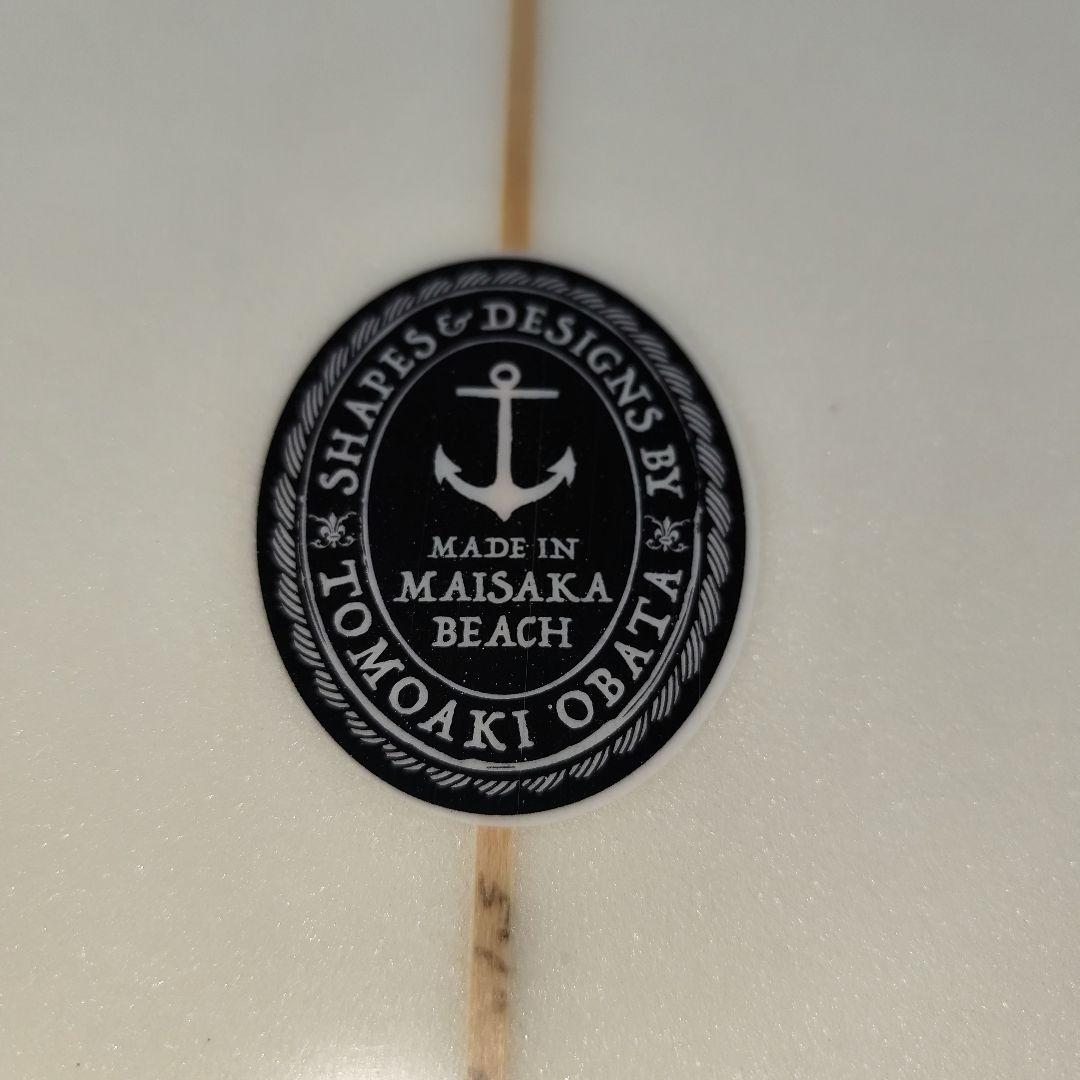 SHAPES & DESIGNS BY
MADE IN
MAISAKA
BEACH
TOMOAKI OBATA